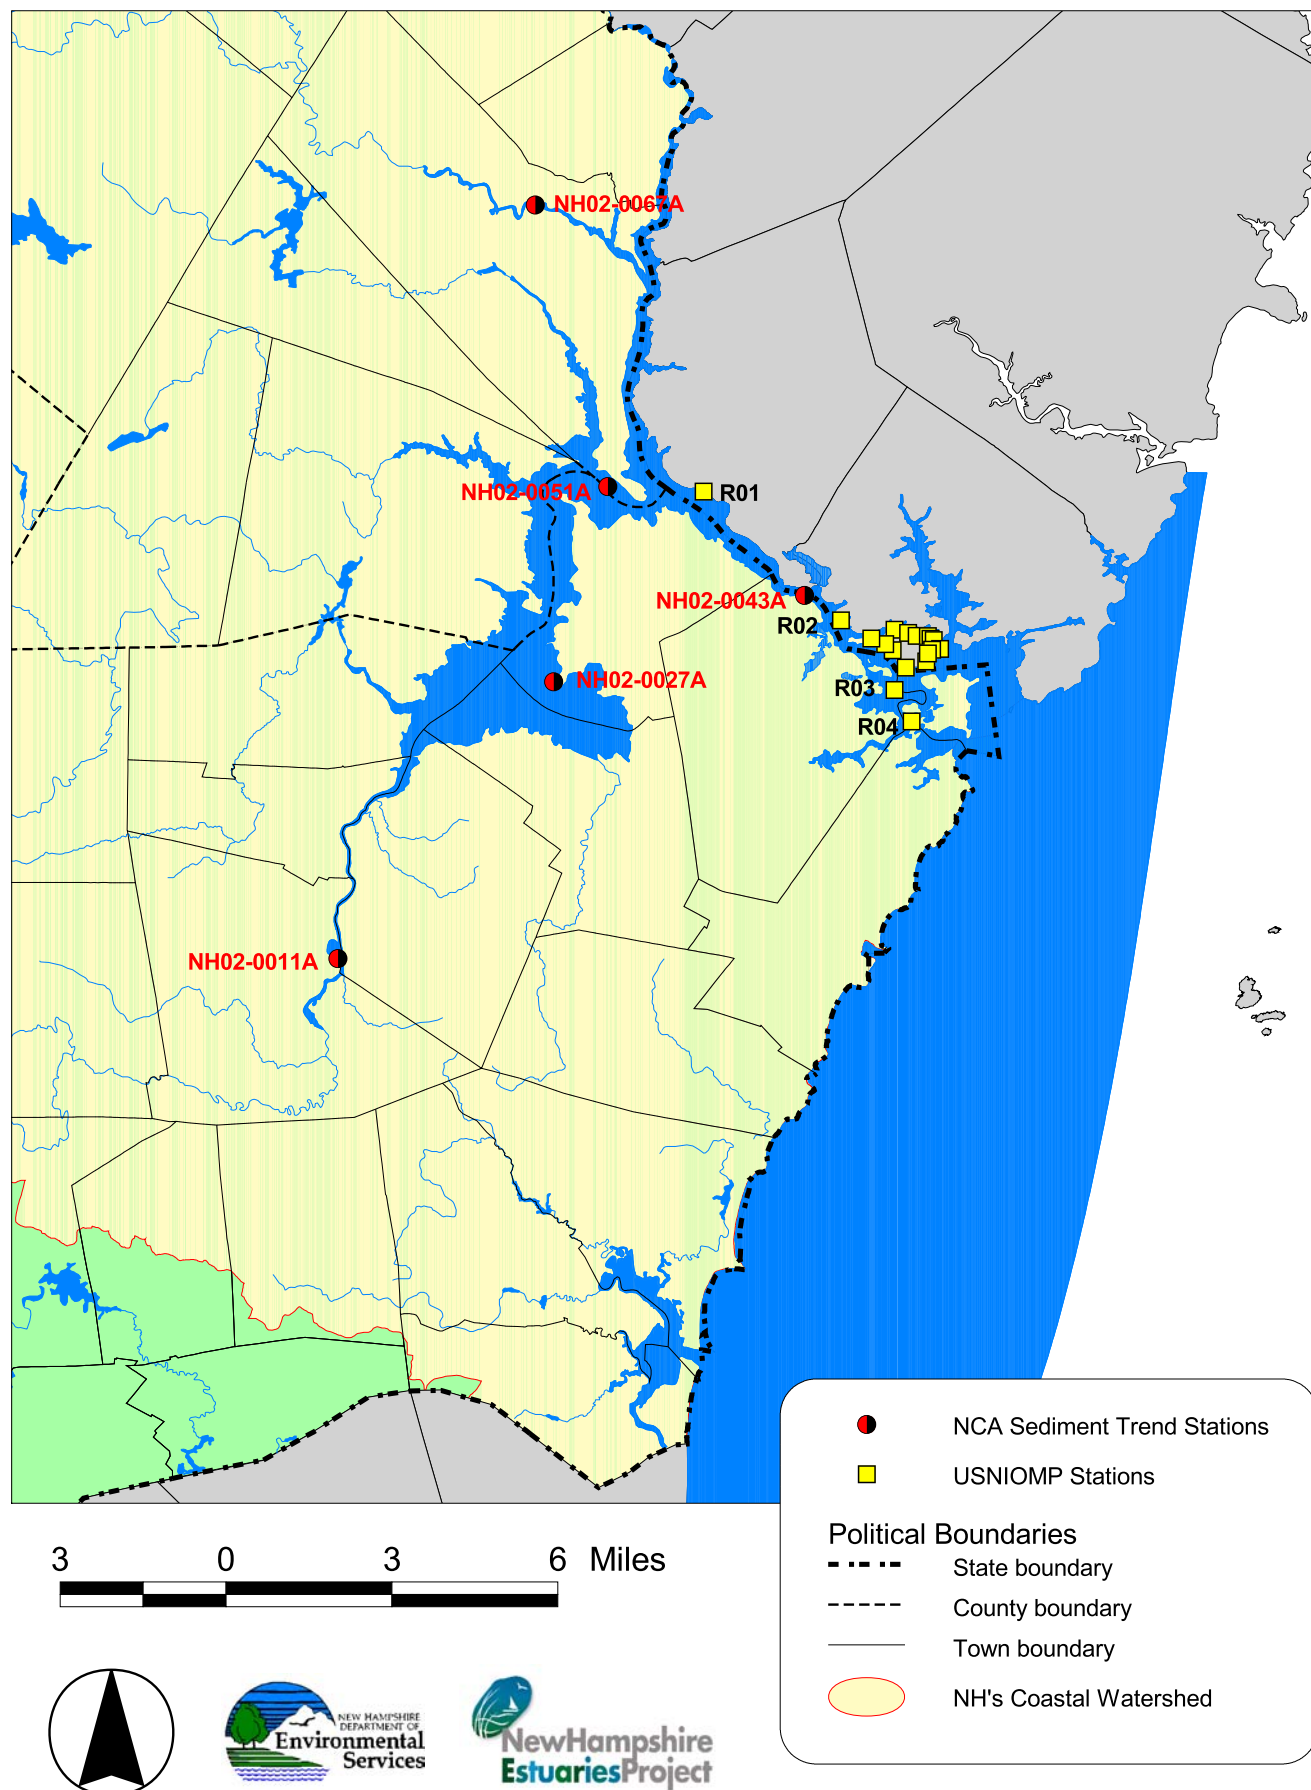 NH02-0067A
NH02-0051A
R01
NH02-0043A
R02
NH02-0027A
R03
R04
NH02-0011A
NCA Sediment Trend Stations
USNIOMP Stations
Political Boundaries
State boundary
County boundary
Town boundary
NH's Coastal Watershed
3 0 3 6 Miles
NEW HAMPSHIRE
DEPARTMENT OF
Environmental
Services
NewHampshire
EstuariesProject